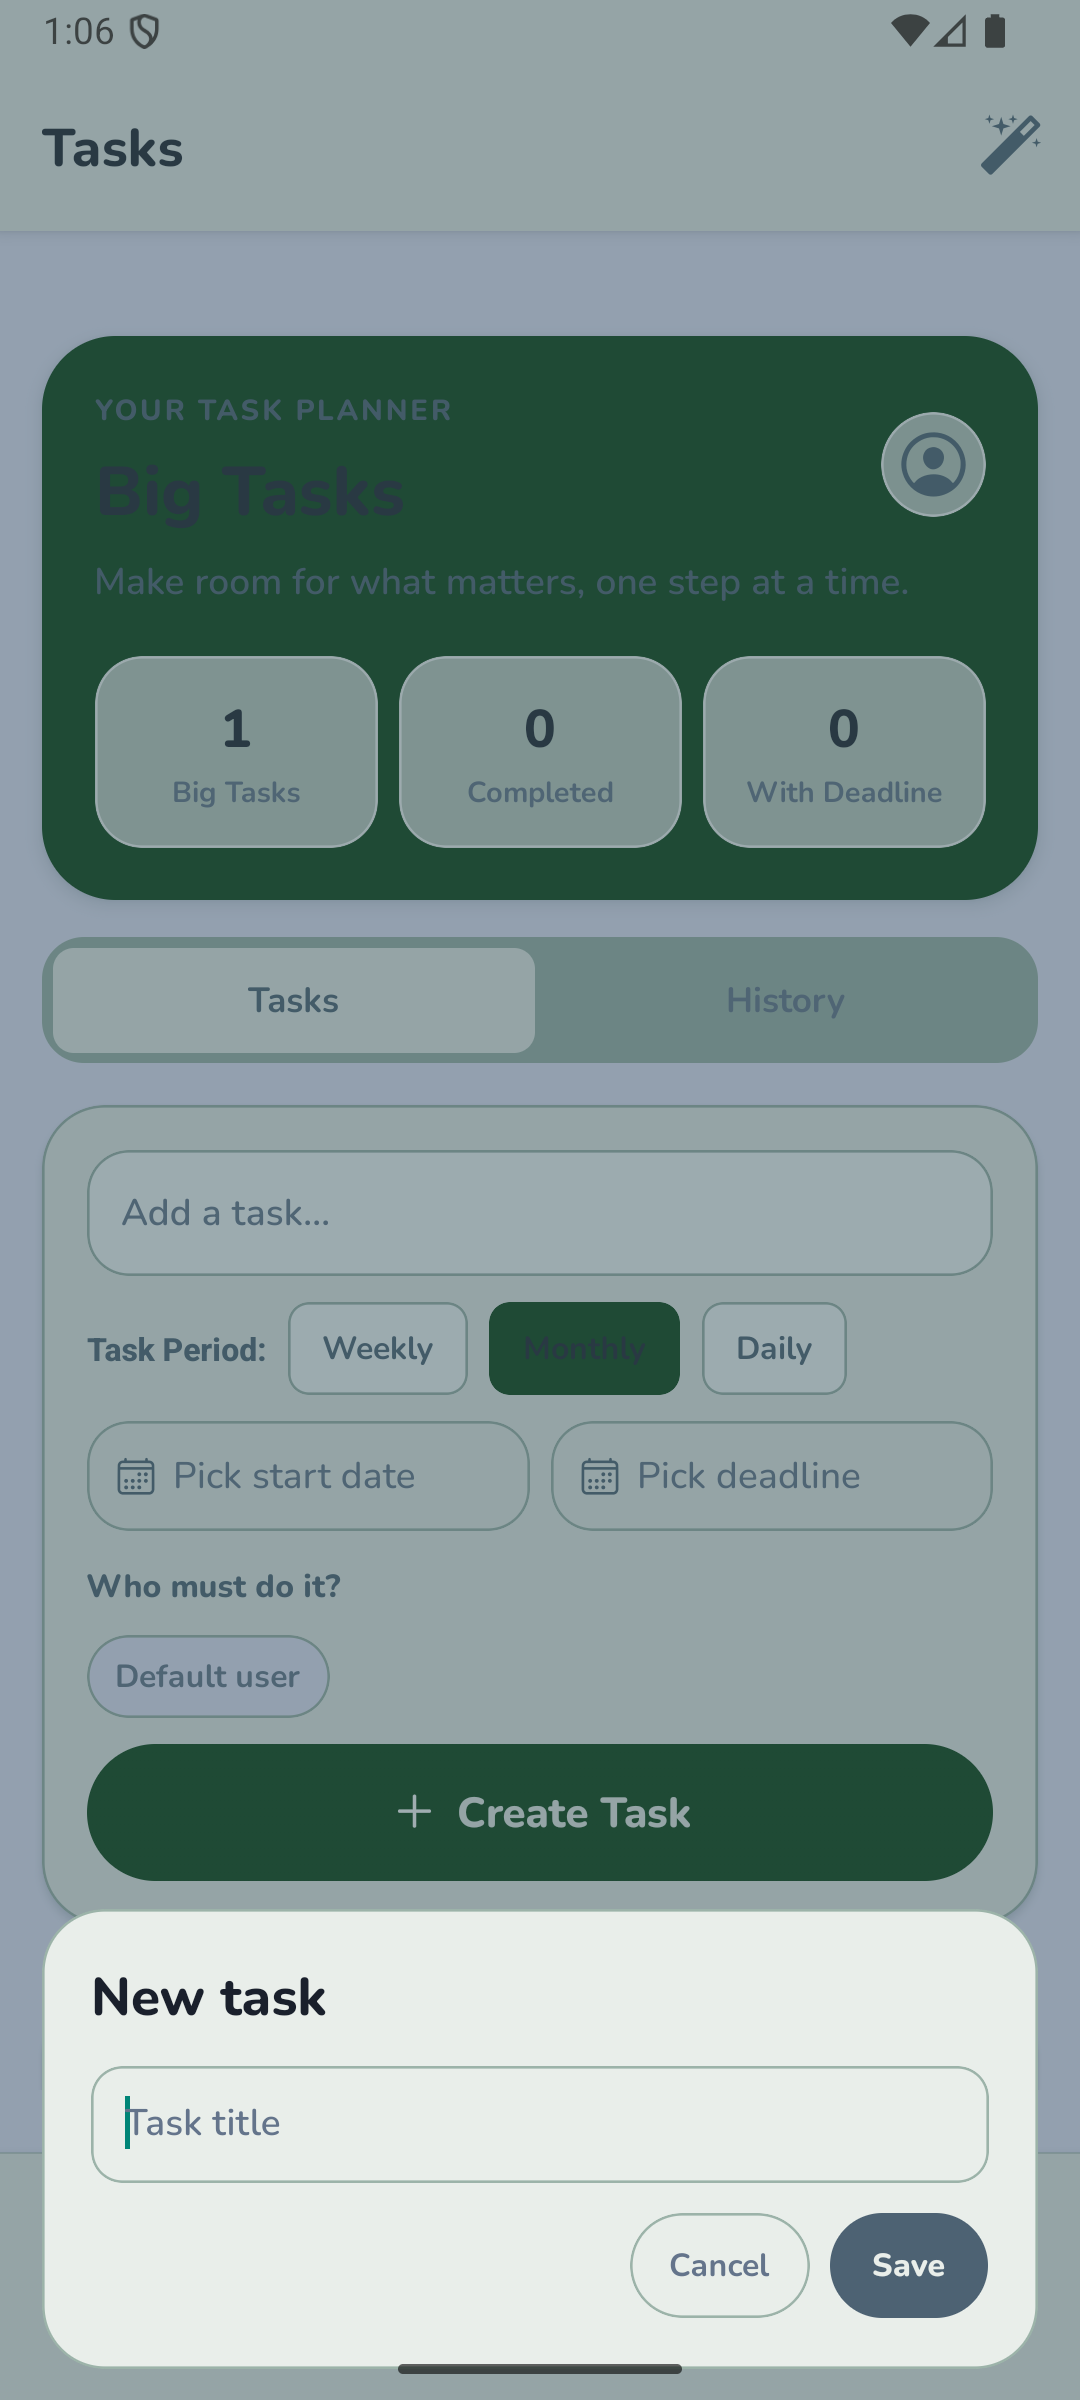 1:06
Tasks
YOUR TASK PLANNER
Big Tasks
Make room for what matters, one step at a time.
1
Big Tasks
0
Completed
0
With Deadline
Tasks
History
Add a task...
Task Period:
Weekly
Monthly
Daily
Pick start date
Pick deadline
Who must do it?
Default user
Create Task
New task
Task title
Cancel
Save